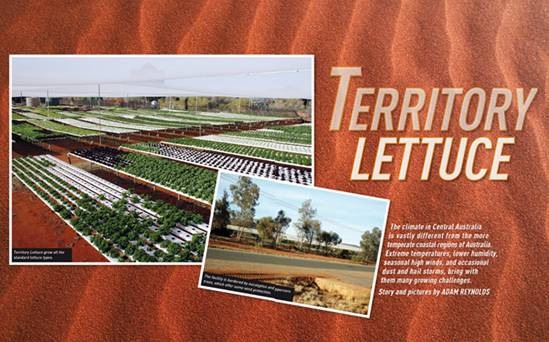 TERRITORY
LETTUCE
The climate in Central Australia
is vastly different from the more
temperate coastal regions of Australia.
Extreme temperatures, lower humidity,
seasonal high winds, and occasional
dust and hail storms, bring with
them many growing challenges.
Story and pictures by ADAM REYNOLDS
Territory Lettuce grow all the
standard lettuce types.
The facility is bordered by eucalyptus and
trees, which offer some wind protection.